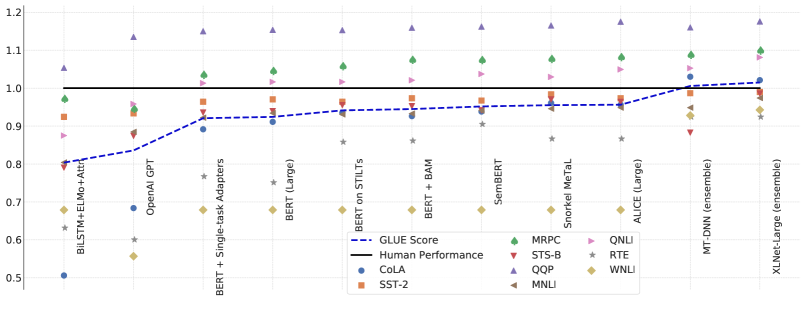 1.2
1.1
1.0
0.9
0.8
0.7
0.6
0.5
BiLSTM+ELMo+Attn
OpenAI GPT
BERT + Single-task Adapters
BERT (Large)
BERT on STILTs
BERT + BAM
SemBERT
Snorkel MeTaL
ALICE (Large)
MT-DNN (ensemble)
XLNet-Large (ensemble)
GLUE Score
Human Performance
CoLA
SST-2
MRPC
STS-B
QQP
MNLI
QNLI
RTE
WNLI